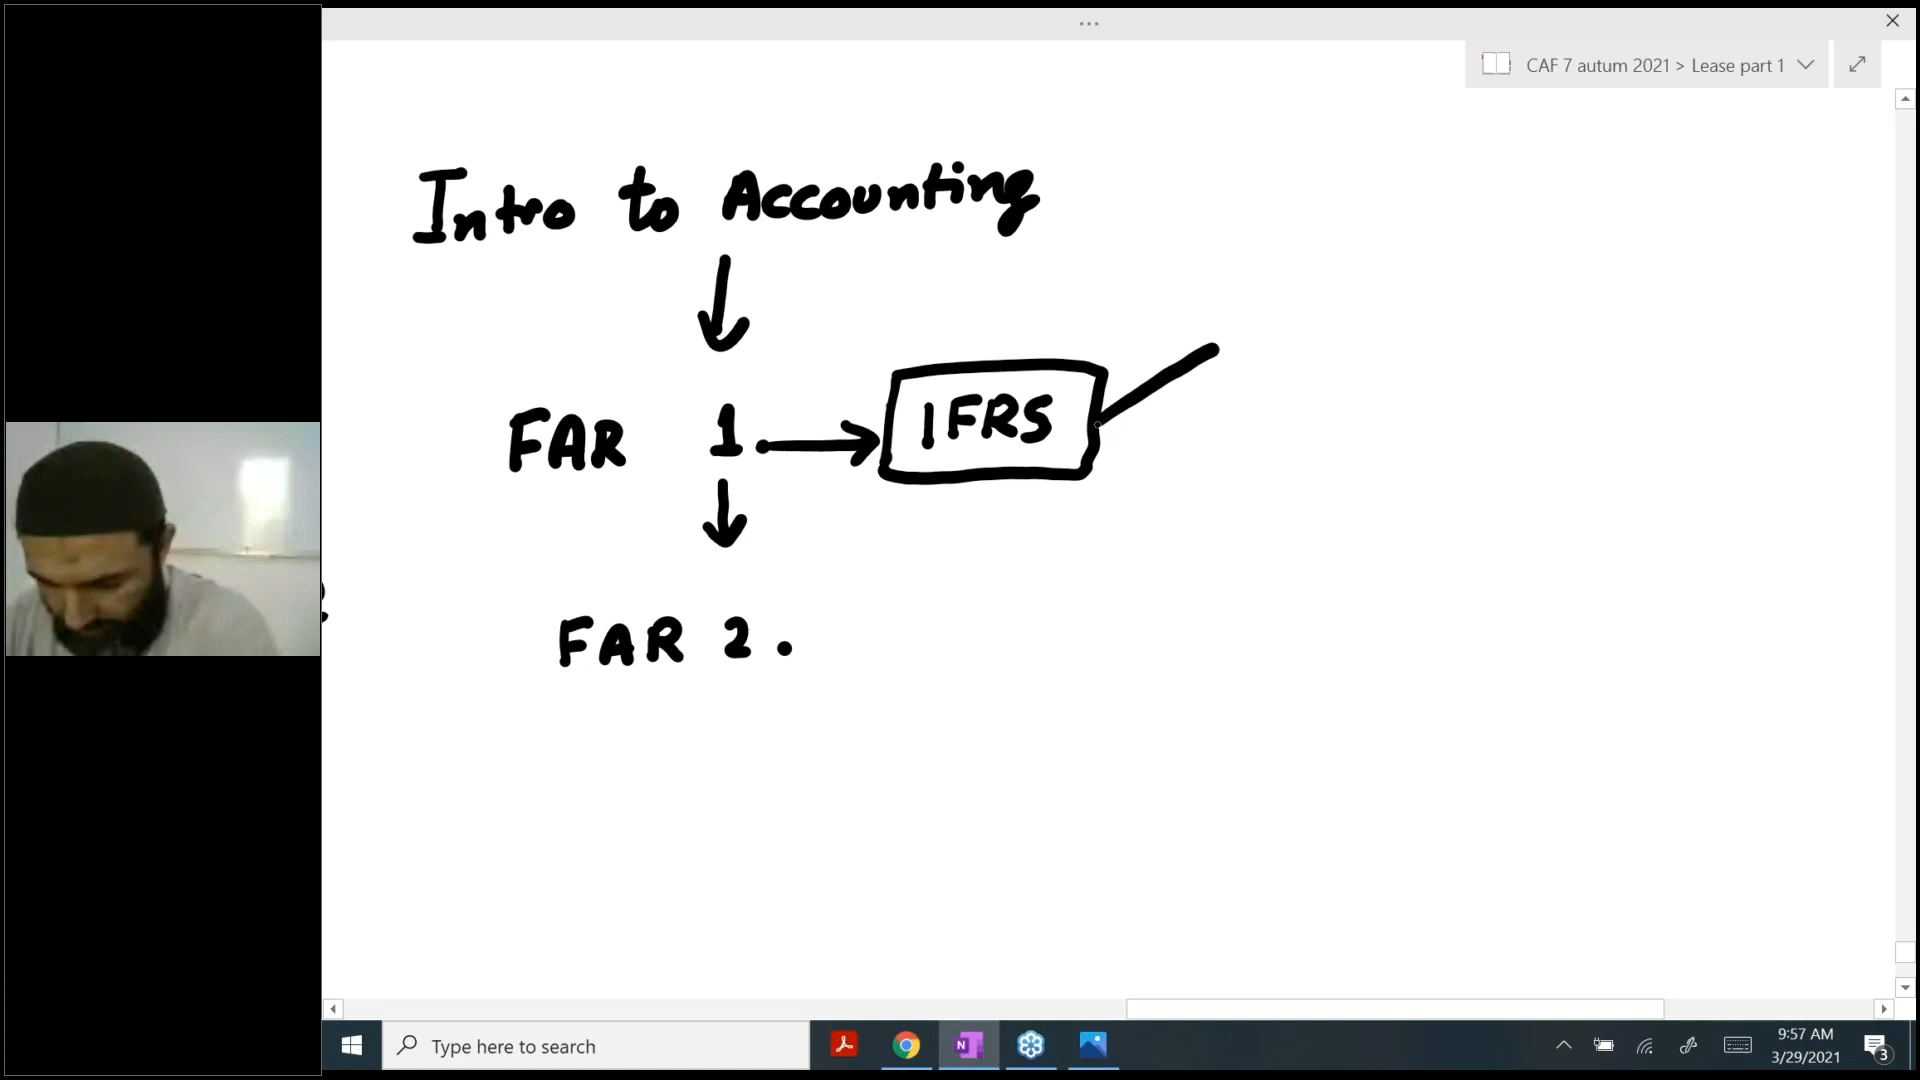 CAF 7 autum 2021 > Lease part 1
Intro to Accounting
FAR 1
IFRS
FAR 2.
Type here to search
9:57 AM
3/29/2021
3